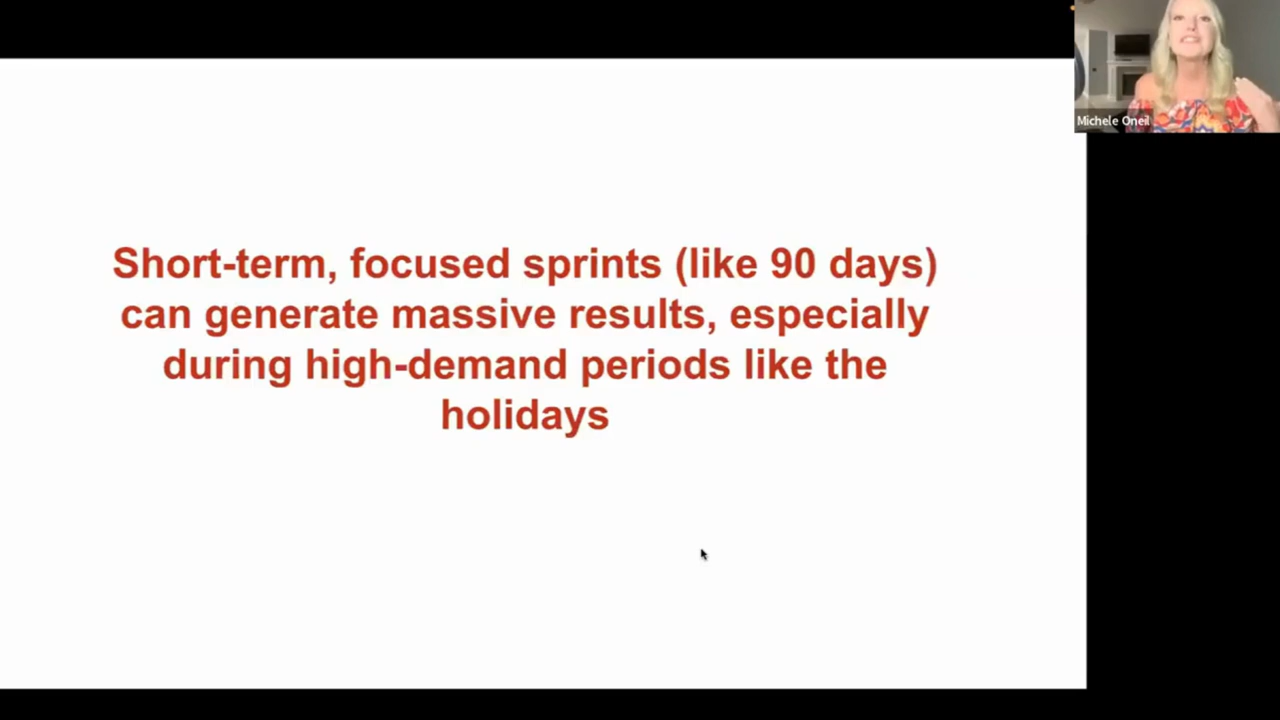 Michele Oneil
Short-term, focused sprints (like 90 days)
can generate massive results, especially
during high-demand periods like the
holidays